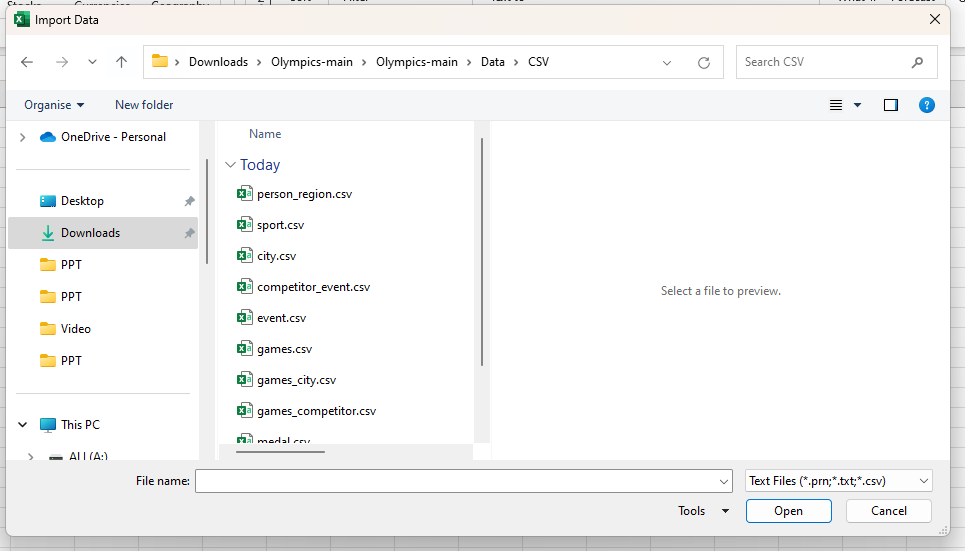 Import Data
Downloads > Olympics-main > Olympics-main > Data > CSV
Search CSV
Organise
New folder
OneDrive - Personal
Desktop
Downloads
PPT
PPT
Video
PPT
This PC
ALI (A:)
Name
Today
person_region.csv
sport.csv
city.csv
competitor_event.csv
event.csv
games.csv
games_city.csv
games_competitor.csv
medal.csv
Select a file to preview.
File name:
Text Files (*.prn;*.txt;*.csv)
Tools
Open
Cancel